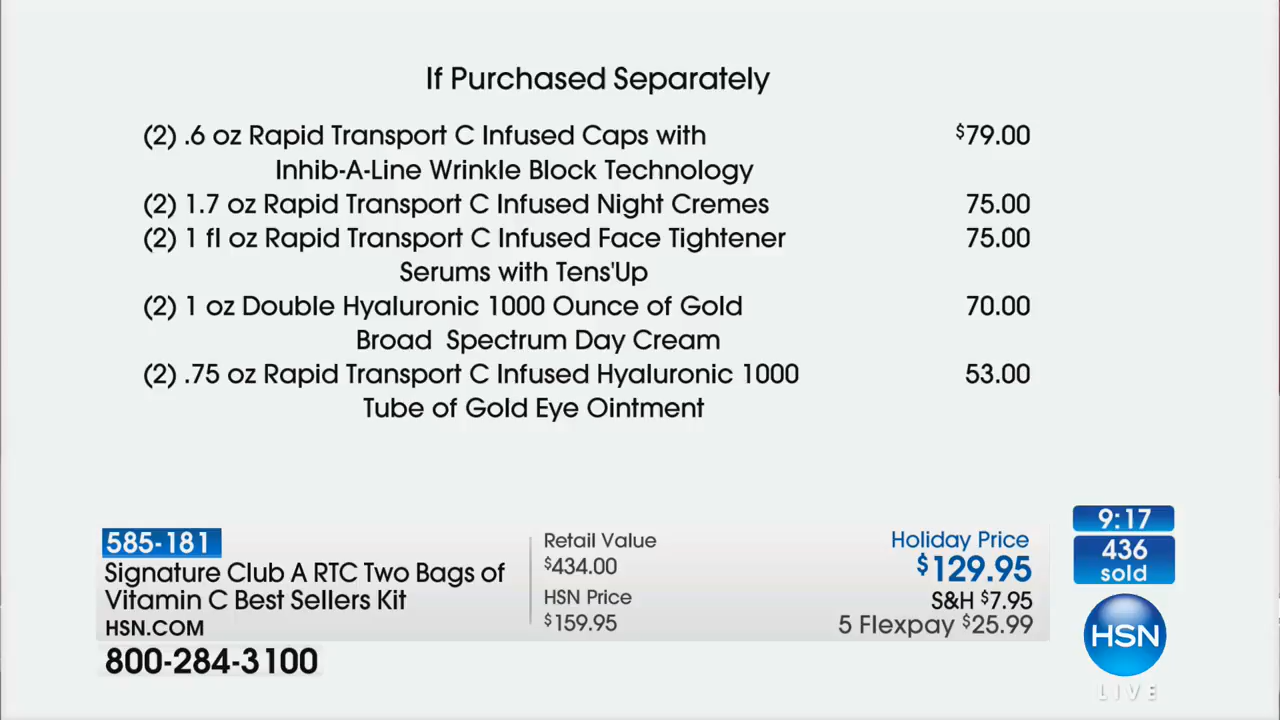 If Purchased Separately
(2) .6 oz Rapid Transport C Infused Caps with $79.00
Inhib-A-Line Wrinkle Block Technology
(2) 1.7 oz Rapid Transport C Infused Night Cremes 75.00
(2) 1 fl oz Rapid Transport C Infused Face Tightener 75.00
Serums with Tens'Up
(2) 1 oz Double Hyaluronic 1000 Ounce of Gold 70.00
Broad Spectrum Day Cream
(2) .75 oz Rapid Transport C Infused Hyaluronic 1000 53.00
Tube of Gold Eye Ointment
585-181
Signature Club A RTC Two Bags of
Vitamin C Best Sellers Kit
HSN.COM
800-284-3100
Retail Value
$434.00
HSN Price
$159.95
Holiday Price
$129.95
S&H $7.95
5 Flexpay $25.99
9:17
436
sold
HSN
LIVE